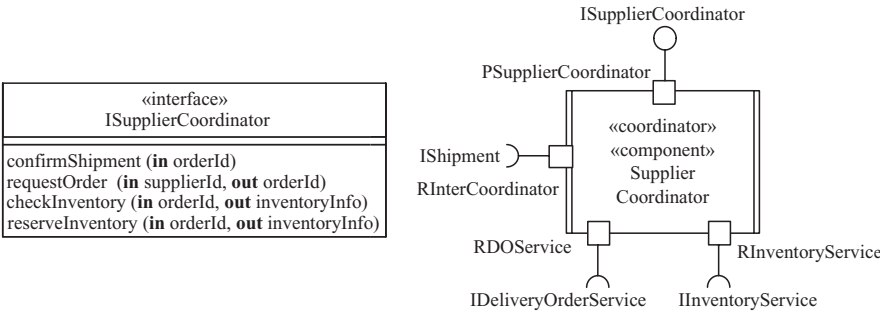 «interface»
ISupplierCoordinator
confirmShipment (in orderId)
requestOrder (in supplierId, out orderId)
checkInventory (in orderId, out inventoryInfo)
reserveInventory (in orderId, out inventoryInfo)
ISupplierCoordinator
PSupplierCoordinator
«coordinator»
«component»
Supplier
Coordinator
IShipment
RInterCoordinator
RDOService
RInventoryService
IDeliveryOrderService
IInventoryService